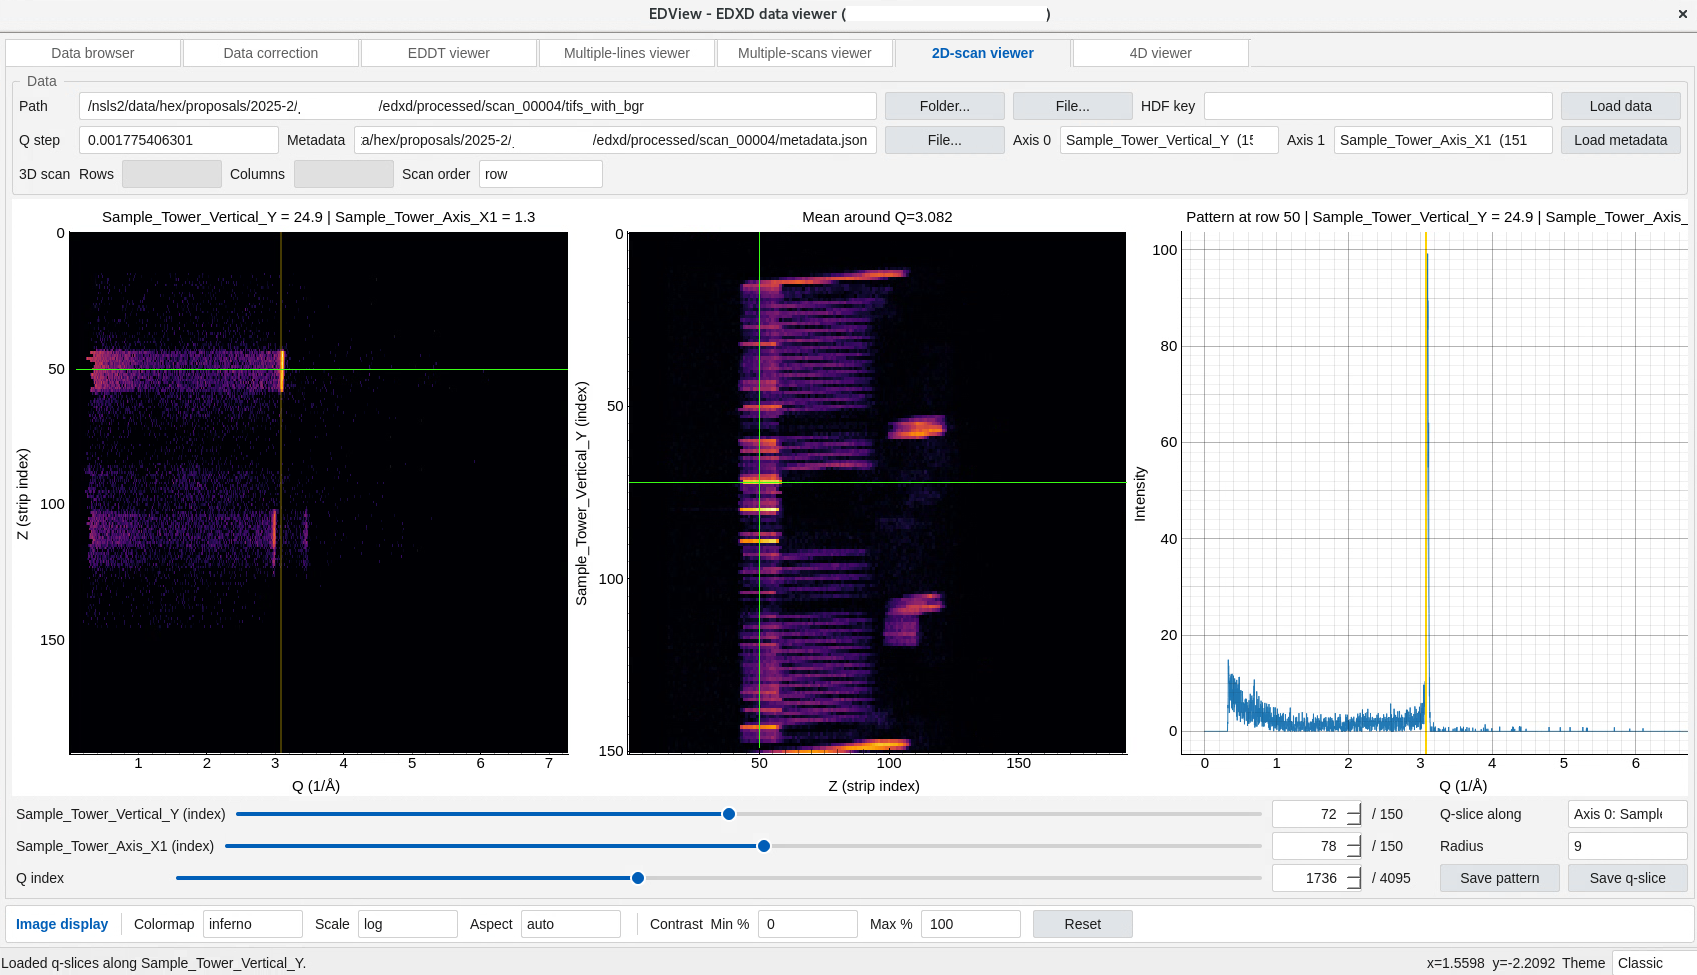 EDView - EDXD data viewer ( )
×
Data browser Data correction EDDT viewer Multiple-lines viewer Multiple-scans viewer 2D-scan viewer 4D viewer
Data
Path /nsls2/data/hex/proposals/2025-2/ /edxd/processed/scan_00004/tifs_with_bgr Folder... File... HDF key Load data
Q step 0.001775406301 Metadata a/hex/proposals/2025-2/ /edxd/processed/scan_00004/metadata.json File... Axis 0 Sample_Tower_Vertical_Y (15 Axis 1 Sample_Tower_Axis_X1 (151 Load metadata
3D scan Rows Columns Scan order row
Sample_Tower_Vertical_Y = 24.9 | Sample_Tower_Axis_X1 = 1.3
0
50
100
150
Z (strip index)
1 2 3 4 5 6 7
Q (1/Å)
Mean around Q=3.082
0
50
100
150
Sample_Tower_Vertical_Y (index)
50 100 150
Z (strip index)
Pattern at row 50 | Sample_Tower_Vertical_Y = 24.9 | Sample_Tower_Axis_
100
80
60
40
20
0
Intensity
0 1 2 3 4 5 6
Q (1/Å)
Sample_Tower_Vertical_Y (index) 72 / 150 Q-slice along Axis 0: Sample
Sample_Tower_Axis_X1 (index) 78 / 150 Radius 9
Q index 1736 / 4095 Save pattern Save q-slice
Image display Colormap inferno Scale log Aspect auto Contrast Min % 0 Max % 100 Reset
Loaded q-slices along Sample_Tower_Vertical_Y. x=1.5598 y=-2.2092 Theme Classic